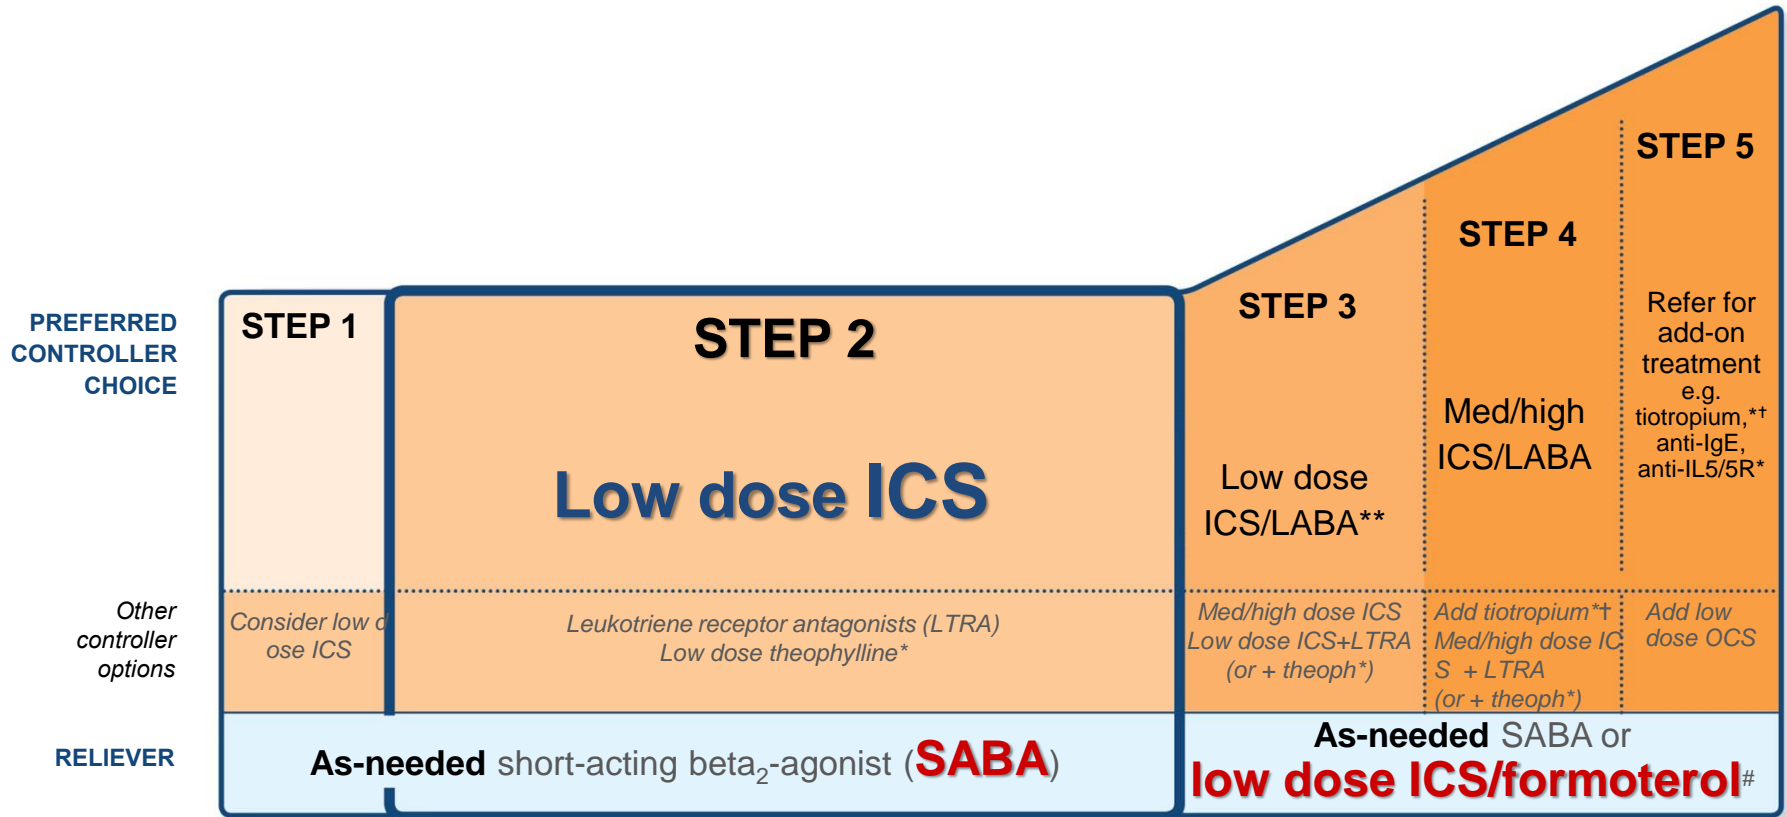 STEP 5
STEP 4
STEP 3
PREFERRED
CONTROLLER
CHOICE
STEP 1
STEP 2
Low dose ICS
Low dose
ICS/LABA**
Med/high
ICS/LABA
Refer for
add-on
treatment
e.g.
tiotropium,*†
anti-IgE,
anti-IL5/5R*
Other
controller
options
Consider low d
ose ICS
Leukotriene receptor antagonists (LTRA)
Low dose theophylline*
Med/high dose ICS
Low dose ICS+LTRA
(or + theoph*)
Add tiotropium*†
Med/high dose IC
S + LTRA
(or + theoph*)
Add low
dose OCS
RELIEVER
As-needed short-acting beta₂-agonist (SABA)
As-needed SABA or
low dose ICS/formoterol#